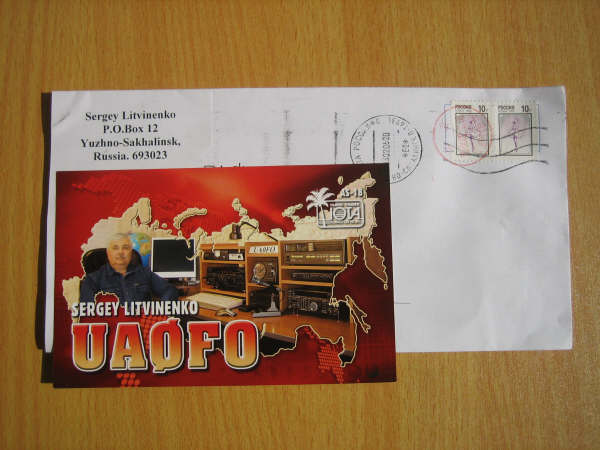 Sergey Litvinenko
P.O.Box 12
Yuzhno-Sakhalinsk,
Russia. 693023
РОССИЯ 10
РОССИЯ 10
AS-18
IOTA
UAØFO
SERGEY LITVINENKO
UAØFO